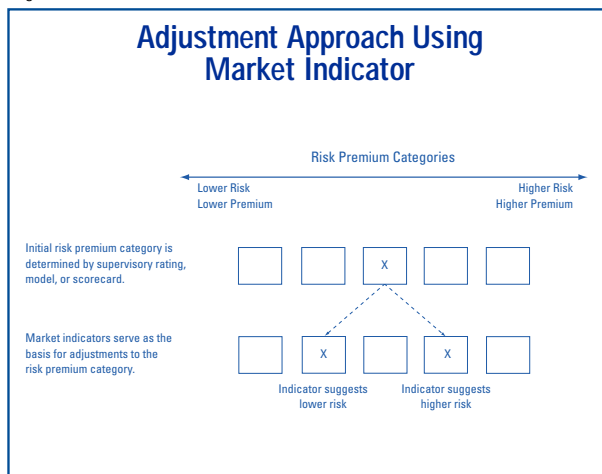 Adjustment Approach Using
Market Indicator
Risk Premium Categories
Lower Risk
Lower Premium
Higher Risk
Higher Premium
Initial risk premium category is
determined by supervisory rating,
model, or scorecard.
X
Market indicators serve as the
basis for adjustments to the
risk premium category.
X
X
Indicator suggests
lower risk
Indicator suggests
higher risk